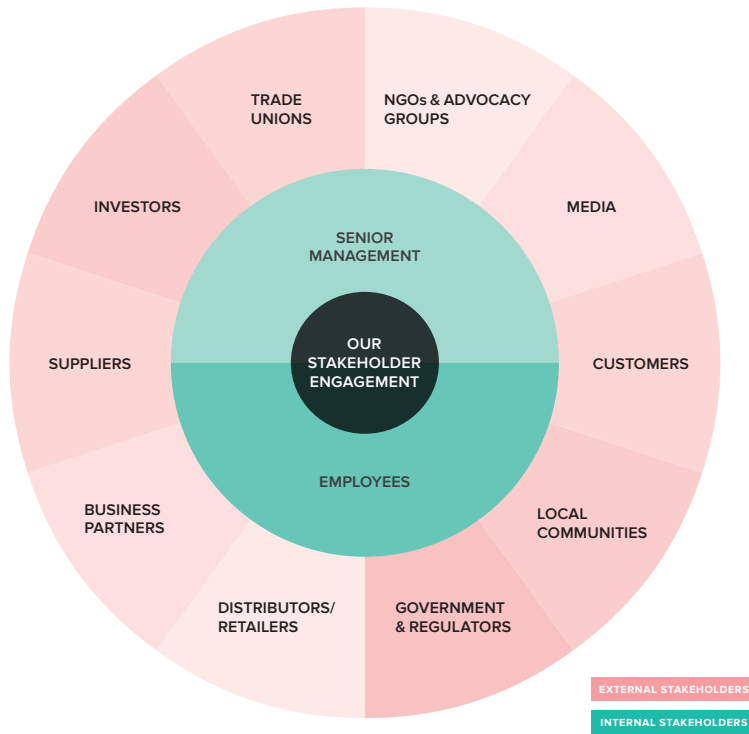 TRADE
UNIONS
NGOs & ADVOCACY
GROUPS
INVESTORS
MEDIA
SENIOR
MANAGEMENT
OUR
STAKEHOLDER
ENGAGEMENT
SUPPLIERS
CUSTOMERS
EMPLOYEES
BUSINESS
PARTNERS
LOCAL
COMMUNITIES
DISTRIBUTORS/
RETAILERS
GOVERNMENT
& REGULATORS
EXTERNAL STAKEHOLDERS
INTERNAL STAKEHOLDERS